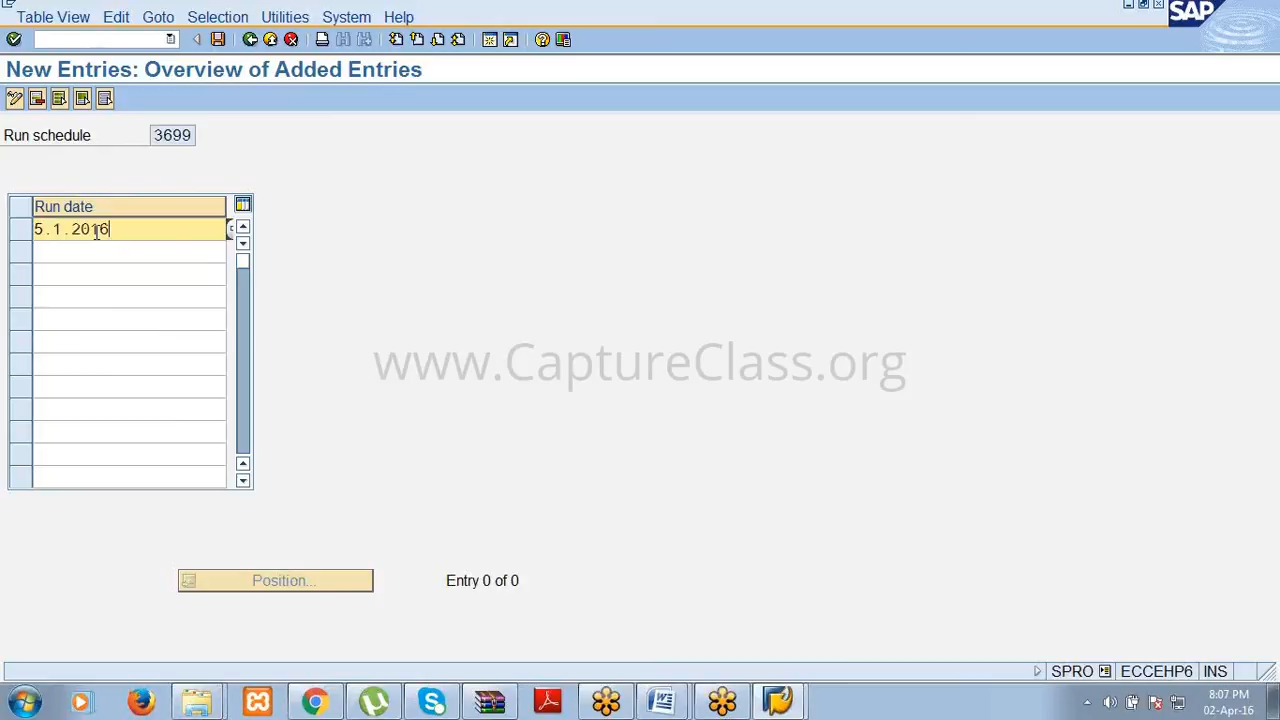 Table View Edit Goto Selection Utilities System Help
SAP
New Entries: Overview of Added Entries
Run schedule 3699
Run date
5.1.2016
www.CaptureClass.org
Position... Entry 0 of 0
SPRO ECCEHP6 INS
8:07 PM
02-Apr-16